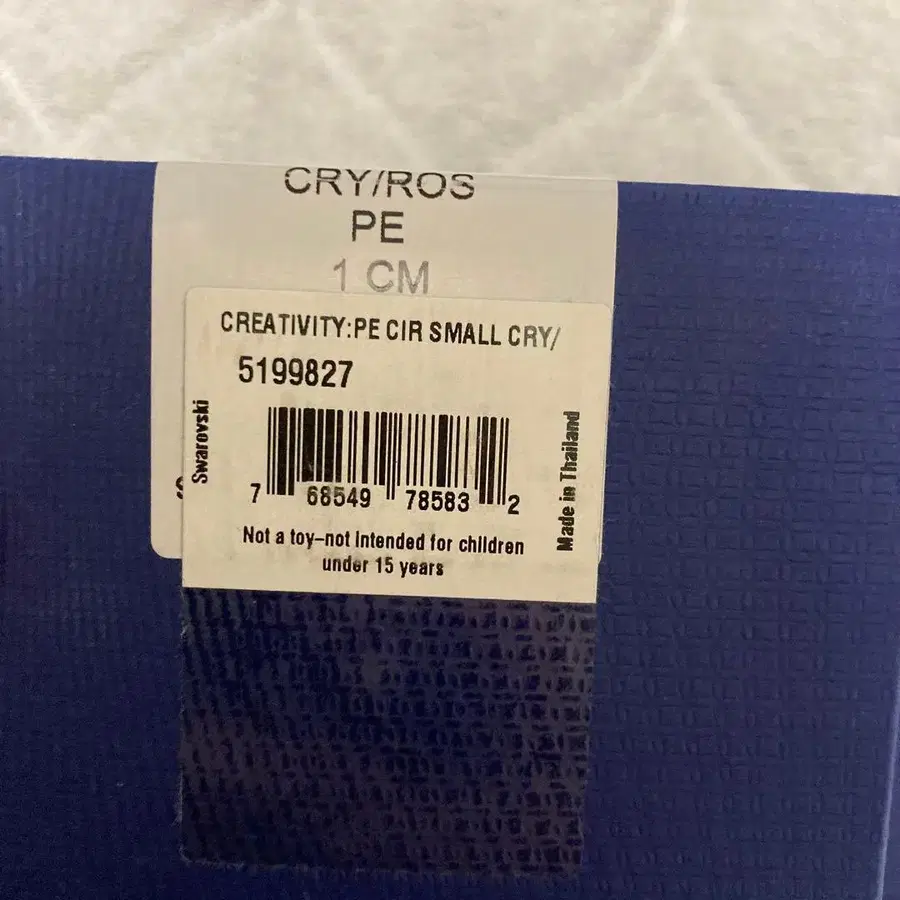 CRY/ROS
PE
1 CM
CREATIVITY:PE CIR SMALL CRY/
5199827
Swarovski
Made in Thailand
7 68549 78583 2
Not a toy-not intended for children
under 15 years